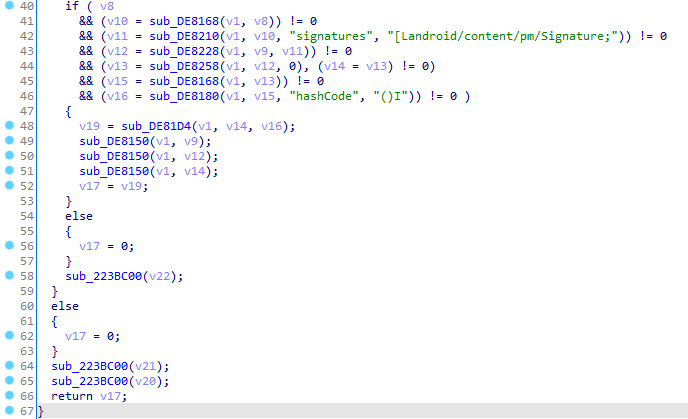 40 if ( v8
41 && (v10 = sub_DE8168(v1, v8)) != 0
42 && (v11 = sub_DE8210(v1, v10, "signatures", "[Landroid/content/pm/Signature;")) != 0
43 && (v12 = sub_DE8228(v1, v9, v11)) != 0
44 && (v13 = sub_DE8258(v1, v12, 0), (v14 = v13) != 0)
45 && (v15 = sub_DE8168(v1, v13)) != 0
46 && (v16 = sub_DE8180(v1, v15, "hashCode", "()I")) != 0 )
47 {
48 v19 = sub_DE81D4(v1, v14, v16);
49 sub_DE8150(v1, v9);
50 sub_DE8150(v1, v12);
51 sub_DE8150(v1, v14);
52 v17 = v19;
53 }
54 else
55 {
56 v17 = 0;
57 }
58 sub_223BC00(v22);
59 }
60 else
61 {
62 v17 = 0;
63 }
64 sub_223BC00(v21);
65 sub_223BC00(v20);
66 return v17;
67 }